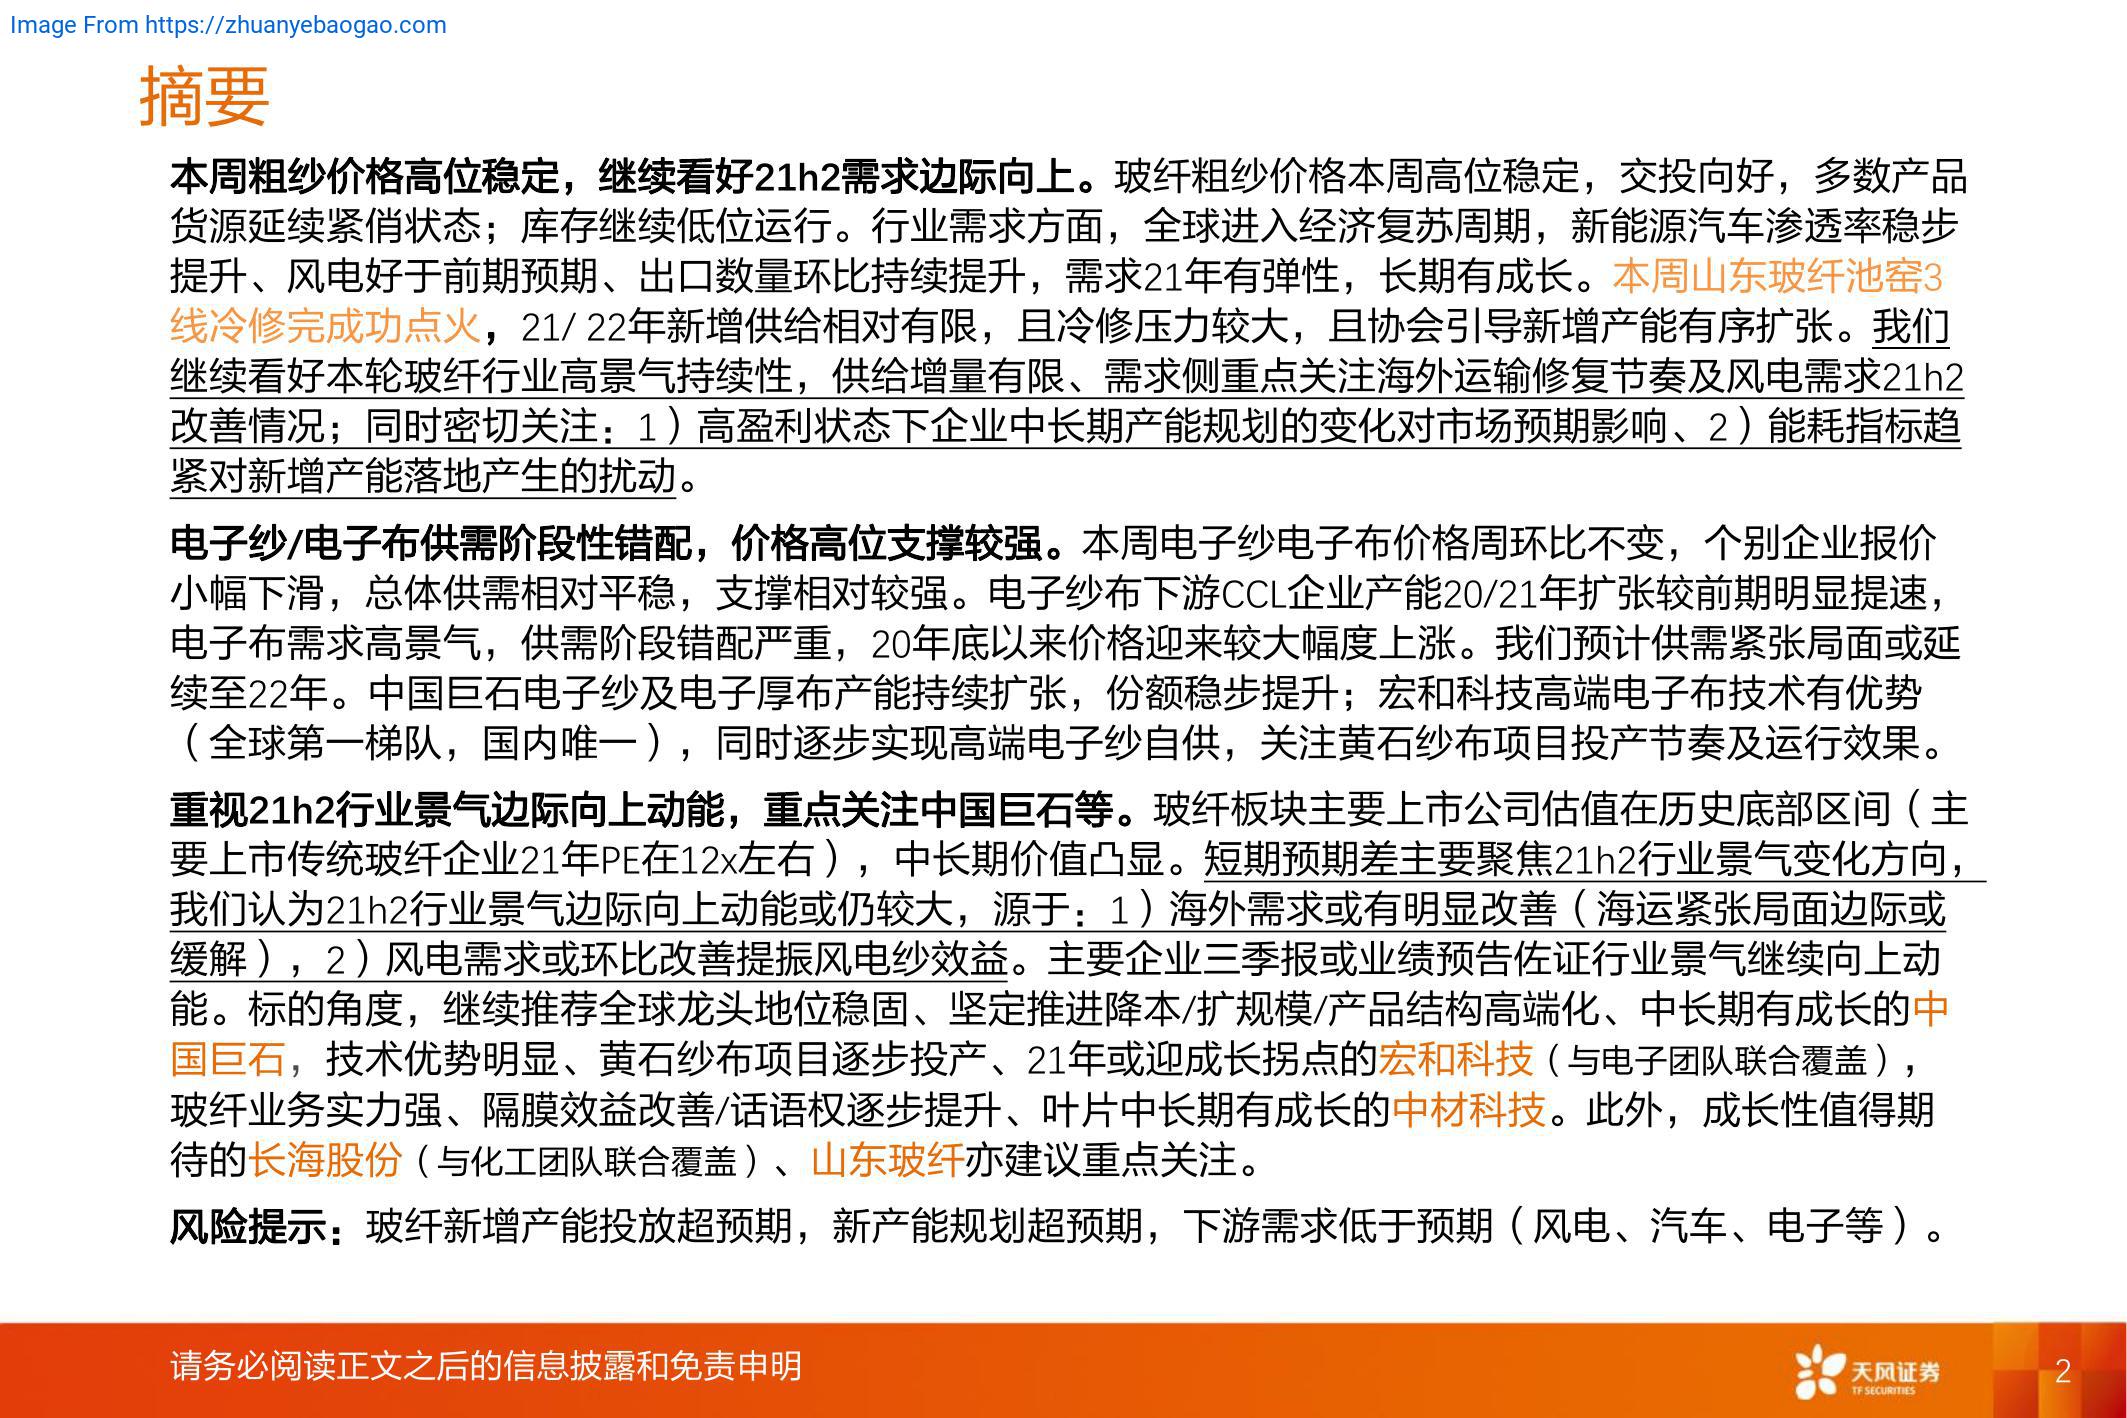 Image From https://zhuanyebaogao.com
摘要
本周粗纱价格高位稳定，继续看好21h2需求边际向上。玻纤粗纱价格本周高位稳定，交投向好，多数产品
货源延续紧俏状态；库存继续低位运行。行业需求方面，全球进入经济复苏周期，新能源汽车渗透率稳步
提升、风电好于前期预期、出口数量环比持续提升，需求21年有弹性，长期有成长。本周山东玻纤池窑3
线冷修完成功点火，21/ 22年新增供给相对有限，且冷修压力较大，且协会引导新增产能有序扩张。我们
继续看好本轮玻纤行业高景气持续性，供给增量有限、需求侧重点关注海外运输修复节奏及风电需求21h2
改善情况；同时密切关注：1）高盈利状态下企业中长期产能规划的变化对市场预期影响、2）能耗指标趋
紧对新增产能落地产生的扰动。
电子纱/电子布供需阶段性错配，价格高位支撑较强。本周电子纱电子布价格周环比不变，个别企业报价
小幅下滑，总体供需相对平稳，支撑相对较强。电子纱布下游CCL企业产能20/21年扩张较前期明显提速，
电子布需求高景气，供需阶段错配严重，20年底以来价格迎来较大幅度上涨。我们预计供需紧张局面或延
续至22年。中国巨石电子纱及电子厚布产能持续扩张，份额稳步提升；宏和科技高端电子布技术有优势
（全球第一梯队，国内唯一），同时逐步实现高端电子纱自供，关注黄石纱布项目投产节奏及运行效果。
重视21h2行业景气边际向上动能，重点关注中国巨石等。玻纤板块主要上市公司估值在历史底部区间（主
要上市传统玻纤企业21年PE在12x左右），中长期价值凸显。短期预期差主要聚焦21h2行业景气变化方向，
我们认为21h2行业景气边际向上动能或仍较大，源于：1）海外需求或有明显改善（海运紧张局面边际或
缓解），2）风电需求或环比改善提振风电纱效益。主要企业三季报或业绩预告佐证行业景气继续向上动
能。标的角度，继续推荐全球龙头地位稳固、坚定推进降本/扩规模/产品结构高端化、中长期有成长的中
国巨石，技术优势明显、黄石纱布项目逐步投产、21年或迎成长拐点的宏和科技（与电子团队联合覆盖），
玻纤业务实力强、隔膜效益改善/话语权逐步提升、叶片中长期有成长的中材科技。此外，成长性值得期
待的长海股份（与化工团队联合覆盖）、山东玻纤亦建议重点关注。
风险提示：玻纤新增产能投放超预期，新产能规划超预期，下游需求低于预期（风电、汽车、电子等）。
请务必阅读正文之后的信息披露和免责申明
天风证券
TF SECURITIES
2